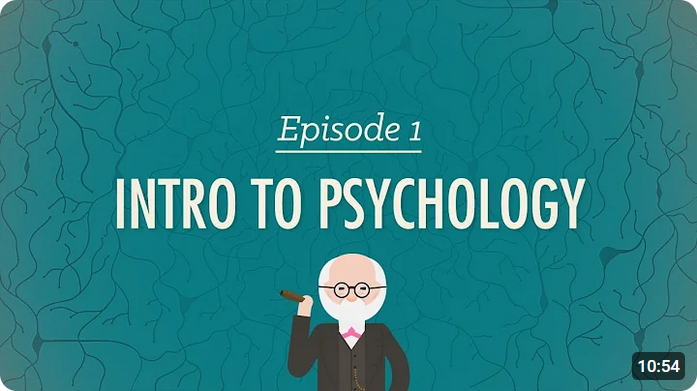 Episode 1
INTRO TO PSYCHOLOGY
10:54